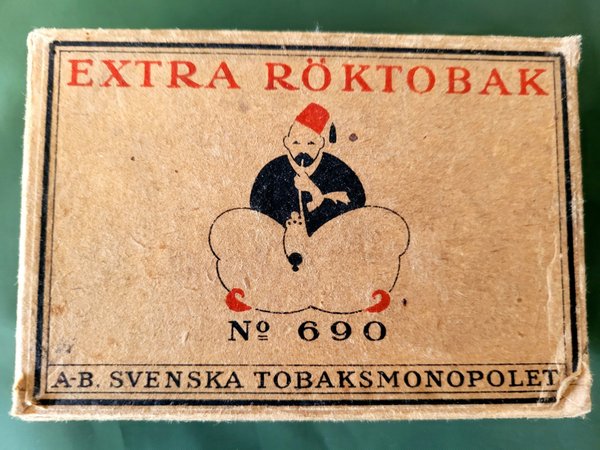 EXTRA RÖKTOBAK
Nº 690
A-B. SVENSKA TOBAKSMONOPOLET